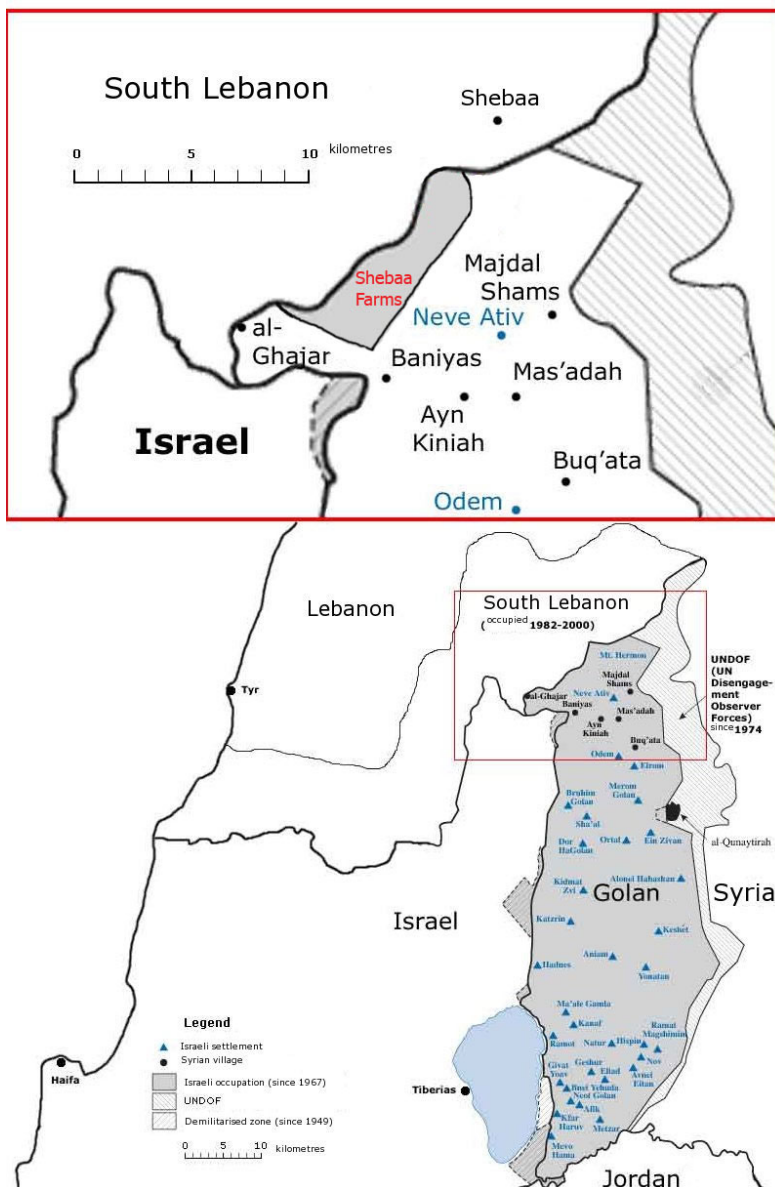 South Lebanon
Shebaa
0 5 10 kilometres
Shebaa
Farms
Majdal
Shams
Neve Ativ
al-
Ghajar
Baniyas
Mas'adah
Ayn
Kiniah
Israel
Buq'ata
Odem
Lebanon
South Lebanon
(occupied 1982-2000)
Mt. Hermon
UNDOF
(UN
Disengage-
ment
Observer
Forces)
since 1974
Majdal
Shams
Tyr
al-Ghajar
Neve Ativ
Baniyas
Mas'adah
Ayn
Kiniah
Buq'ata
Odem
Elrom
Merom
Golan
Bruhim
Golan
Sha'al
al-Qunaytirah
Dor
HaGolan
Ortal
Ein Zivan
Kidmat
Zvi
Alonei Habashan
Golan
Syria
Israel
Katzrin
Keshet
Aniam
Hadnes
Yonatan
Ma'ale Gamla
Kanaf
Ramat
Magshimim
Ramot
Natur
Hispin
Nov
Givat
Yoav
Geshur
Eliad
Avnei
Eitan
Bnei Yehuda
Neot Golan
Afik
Kfar
Haruv
Metzar
Mevo
Hama
Tiberias
Haifa
Legend
Israeli settlement
Syrian village
Israeli occupation (since 1967)
UNDOF
Demilitarised zone (since 1949)
0 5 10 kilometres
Jordan